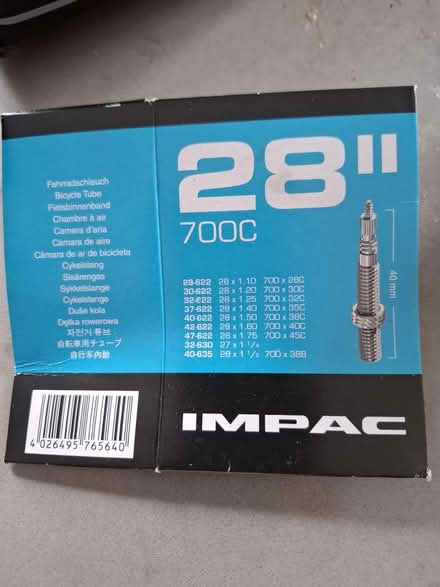 28"
700C
Fahrradschlauch
Bicycle Tube
Fietsbinnenband
Chambre à air
Camera d'aria
Cámara de aire
Câmara de ar de bicicleta
Cykelslang
Sisärengas
Sykkelslange
Cykelslange
Duše kola
Dętka rowerowa
자전거 튜브
自転車用チューブ
自行车內胎
28-622 28 x 1.10 700 x 28C
30-622 28 x 1.20 700 x 30C
32-622 28 x 1.25 700 x 32C
37-622 28 x 1.40 700 x 35C
40-622 28 x 1.50 700 x 38C
42-622 28 x 1.60 700 x 40C
47-622 28 x 1.75 700 x 45C
32-630 27 x 1 1/4
40-635 28 x 1 1/2 700 x 38B
40 mm
IMPAC
4 026495 765640